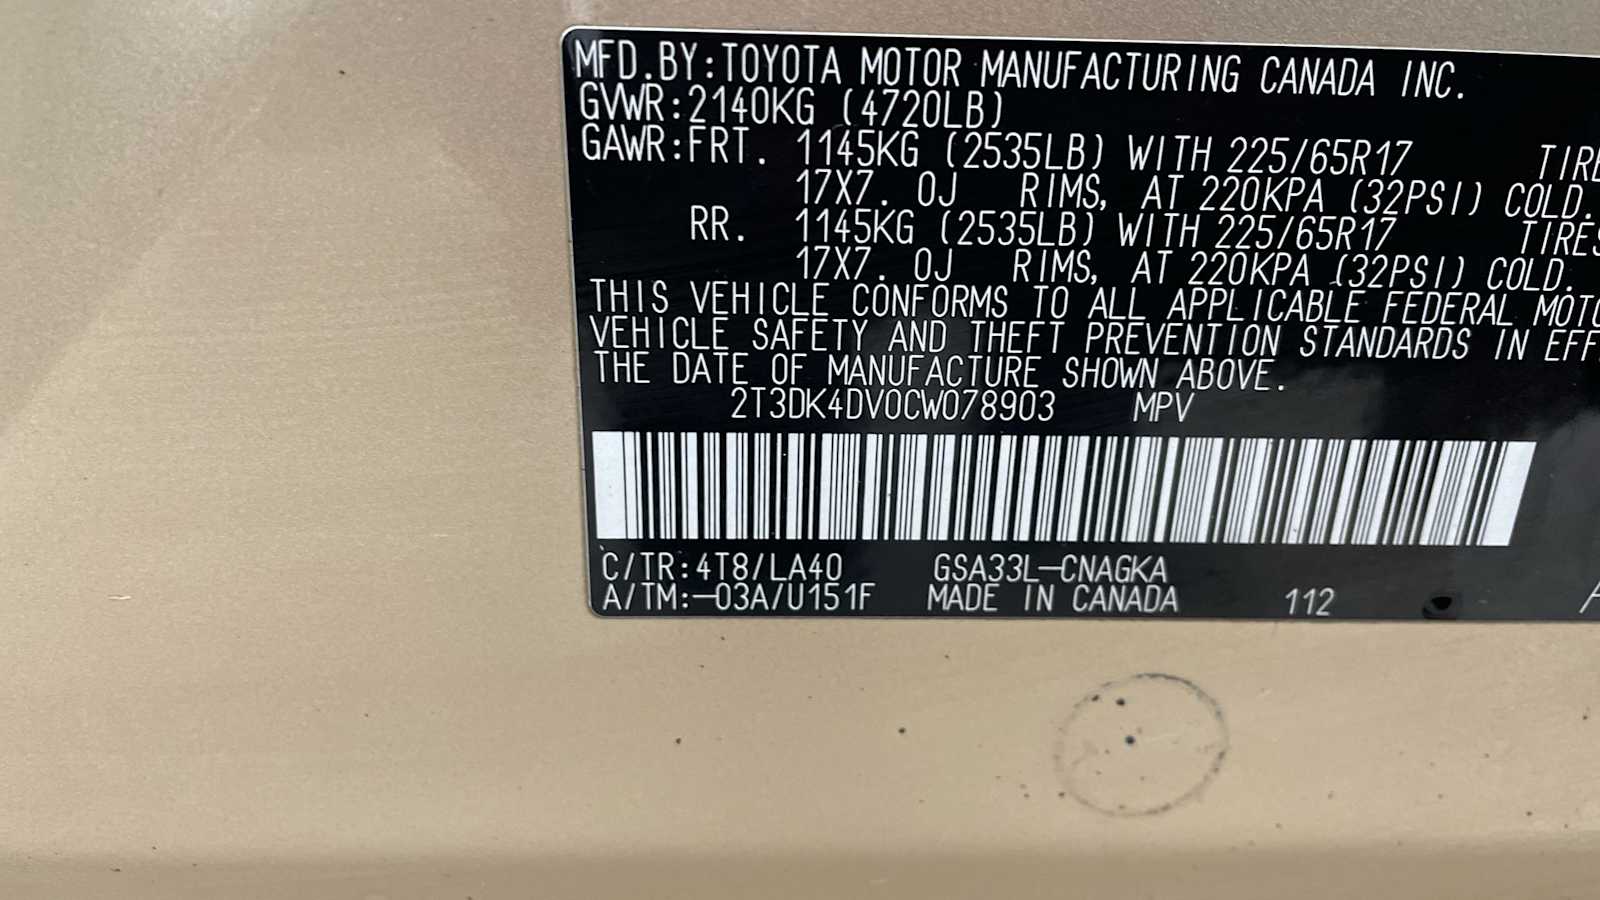 MFD.BY:TOYOTA MOTOR MANUFACTURING CANADA INC.
GVWR:2140KG (4720LB)
GAWR:FRT. 1145KG (2535LB) WITH 225/65R17
17X7. 0J RIMS, AT 220KPA (32PSI) COLD.
RR. 1145KG (2535LB) WITH 225/65R17 TIRES
17X7. 0J RIMS, AT 220KPA (32PSI) COLD.
THIS VEHICLE CONFORMS TO ALL APPLICABLE FEDERAL
VEHICLE SAFETY AND THEFT PREVENTION STANDARDS IN
THE DATE OF MANUFACTURE SHOWN ABOVE.
2T3DK4DV0CW078903 MPV
C/TR:4T8/LA40 GSA33L-CNAGKA
A/TM:-03A/U151F MADE IN CANADA 112